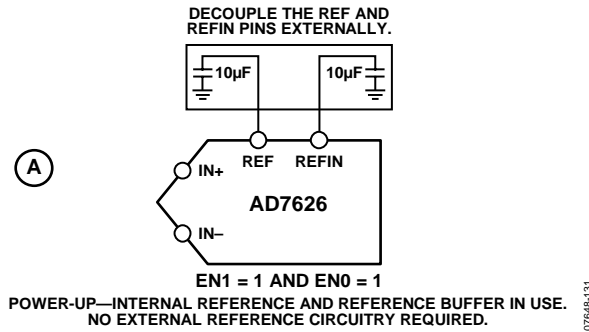 DECOUPLE THE REF AND
REFIN PINS EXTERNALLY.
10µF
10µF
A
REF
REFIN
IN+
AD7626
IN–
EN1 = 1 AND EN0 = 1
POWER-UP—INTERNAL REFERENCE AND REFERENCE BUFFER IN USE.
NO EXTERNAL REFERENCE CIRCUITRY REQUIRED.
07648-131